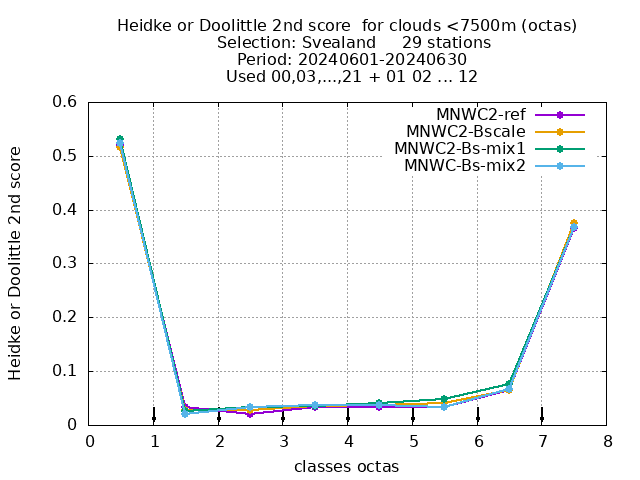 Heidke or Doolittle 2nd score  for clouds <7500m (octas)
Selection: Svealand     29 stations
Period: 20240601-20240630
Used 00,03,...,21 + 01 02 ... 12
MNWC2-ref
MNWC2-Bscale
MNWC2-Bs-mix1
MNWC-Bs-mix2
Heidke or Doolittle 2nd score
0.6
0.5
0.4
0.3
0.2
0.1
0
0 1 2 3 4 5 6 7 8
classes octas